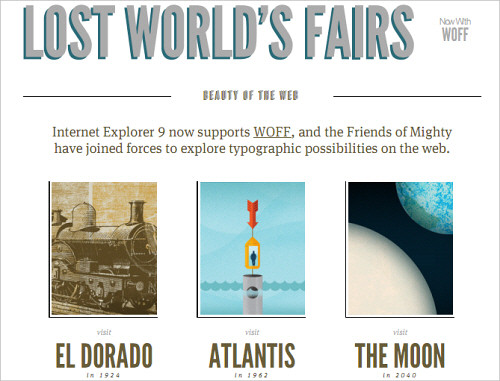 LOST WORLD'S FAIRS
Now With
WOFF
BEAUTY OF THE WEB
Internet Explorer 9 now supports WOFF, and the Friends of Mighty
have joined forces to explore typographic possibilities on the web.
visit
EL DORADO
In 1924
visit
ATLANTIS
In 1962
visit
THE MOON
In 2040